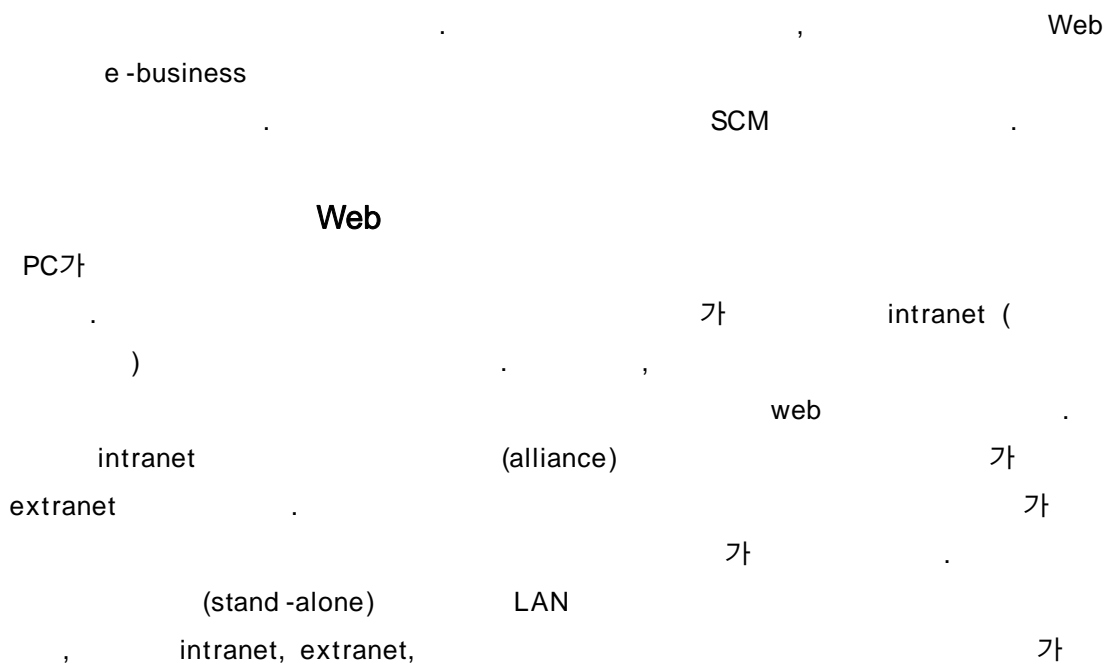 . , Web
e -business
. SCM .
Web
PC가
. 가 intranet (
) . ,
web .
intranet (alliance) 가
extranet . 가
가 .
(stand -alone) LAN
, intranet, extranet, 가